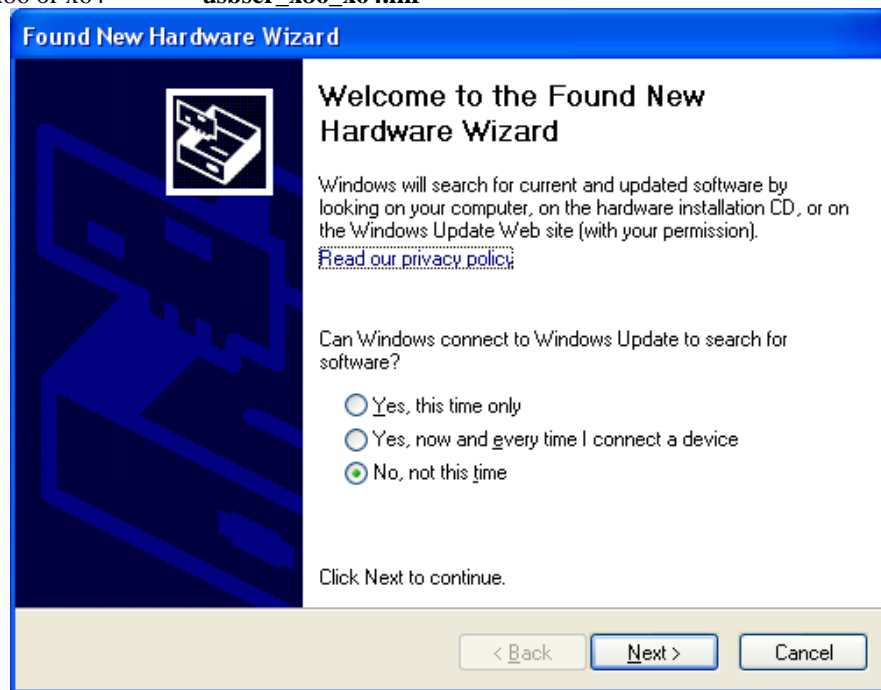 Found New Hardware Wizard
Welcome to the Found New
Hardware Wizard
Windows will search for current and updated software by
looking on your computer, on the hardware installation CD, or on
the Windows Update Web site (with your permission).
Read our privacy policy
Can Windows connect to Windows Update to search for
software?
Yes, this time only
Yes, now and every time I connect a device
No, not this time
Click Next to continue.
< Back
Next >
Cancel